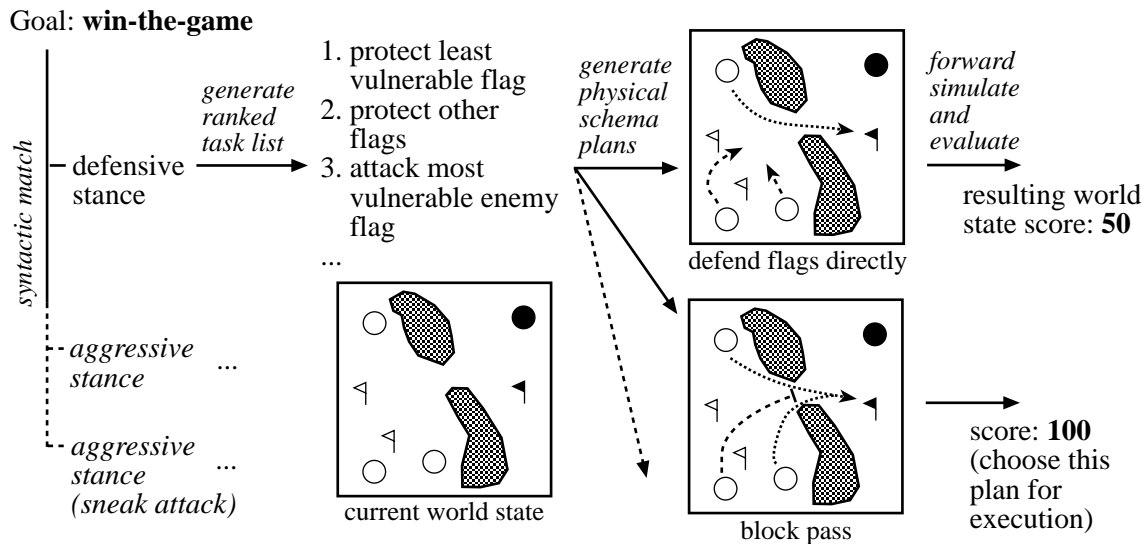 Goal: win-the-game
syntactic match
defensive
stance
generate
ranked
task list
1. protect least
vulnerable flag
2. protect other
flags
3. attack most
vulnerable enemy
flag
...
generate
physical
schema
plans
defend flags directly
forward
simulate
and
evaluate
resulting world
state score: 50
aggressive
stance
...
aggressive
stance
(sneak attack)
...
current world state
block pass
score: 100
(choose this
plan for
execution)